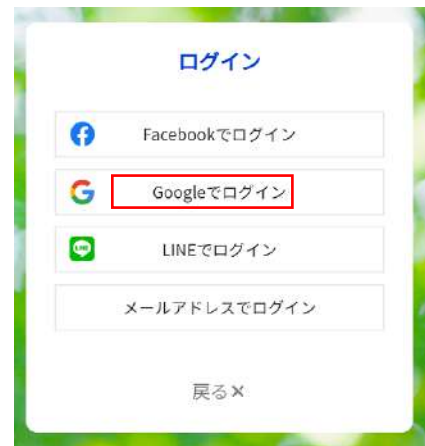 ログイン
Facebookでログイン
Googleでログイン
LINE
LINEでログイン
メールアドレスでログイン
戻る×